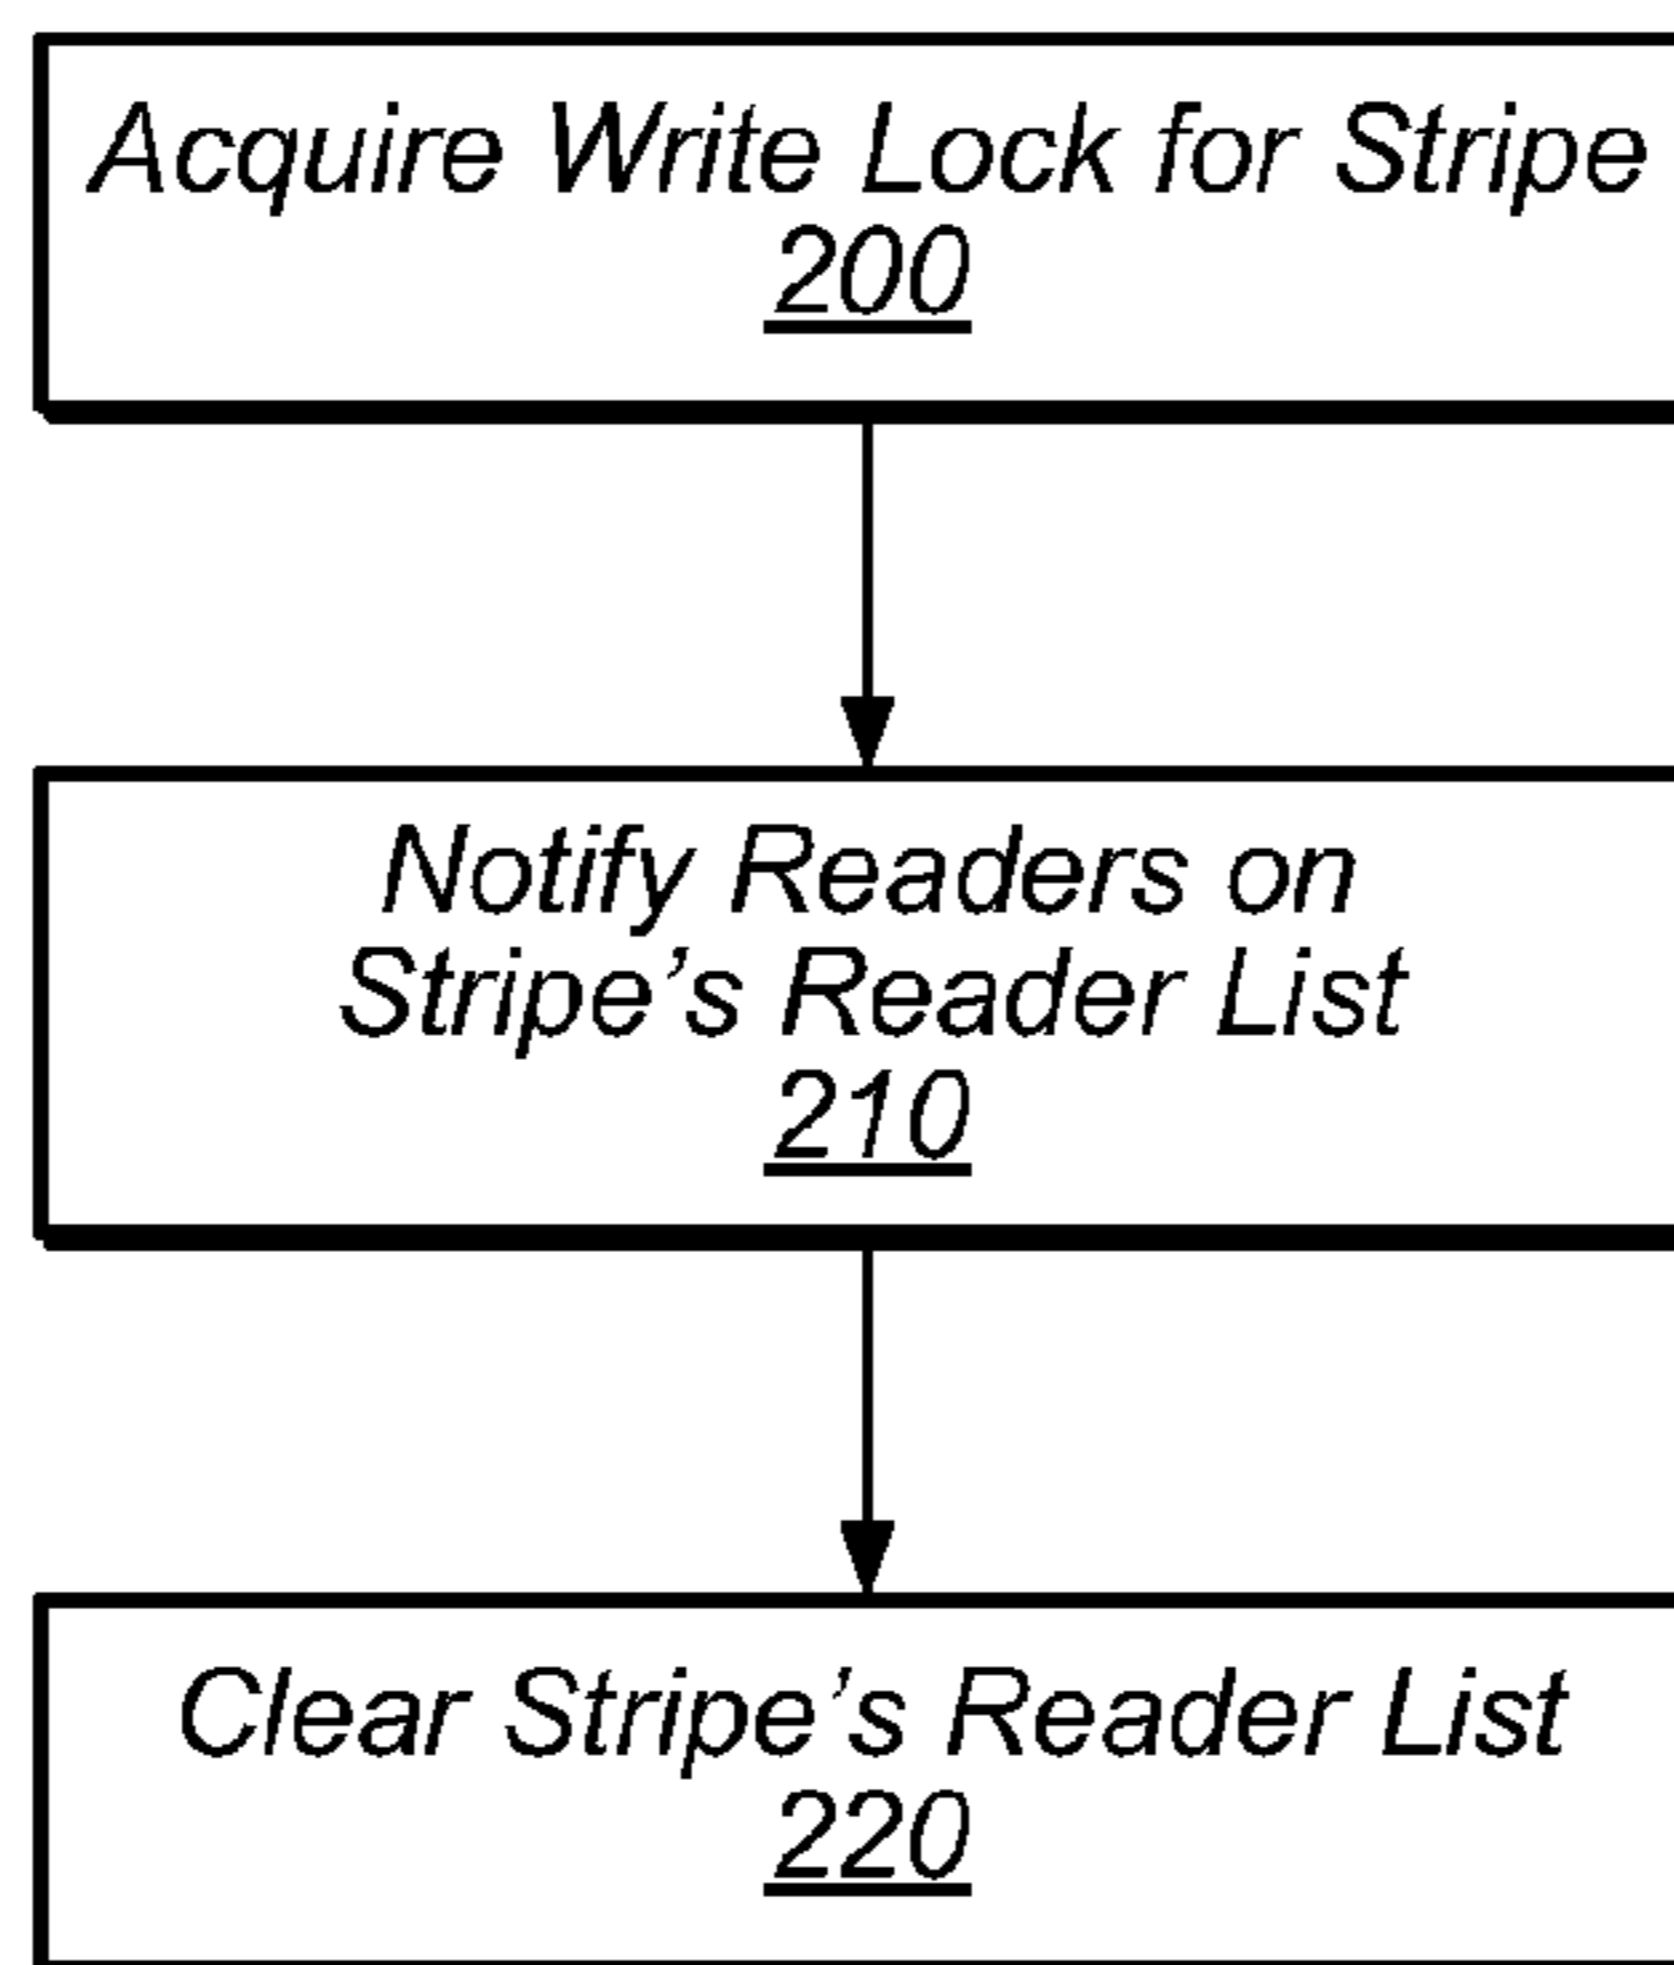 Acquire Write Lock for Stripe
200
Notify Readers on
Stripe’s Reader List
210
Clear Stripe’s Reader List
220